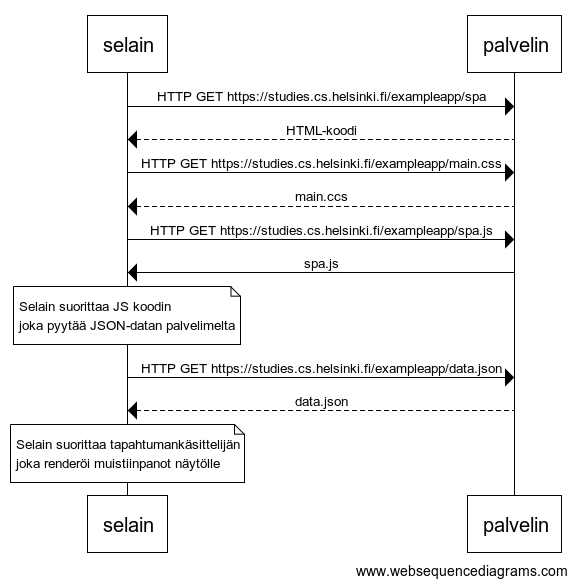 selain
palvelin
HTTP GET https://studies.cs.helsinki.fi/exampleapp/spa
HTML-koodi
HTTP GET https://studies.cs.helsinki.fi/exampleapp/main.css
main.ccs
HTTP GET https://studies.cs.helsinki.fi/exampleapp/spa.js
spa.js
Selain suorittaa JS koodin
joka pyytää JSON-datan palvelimelta
HTTP GET https://studies.cs.helsinki.fi/exampleapp/data.json
data.json
Selain suorittaa tapahtumankäsittelijän
joka renderöi muistiinpanot näytölle
selain
palvelin
www.websequencediagrams.com